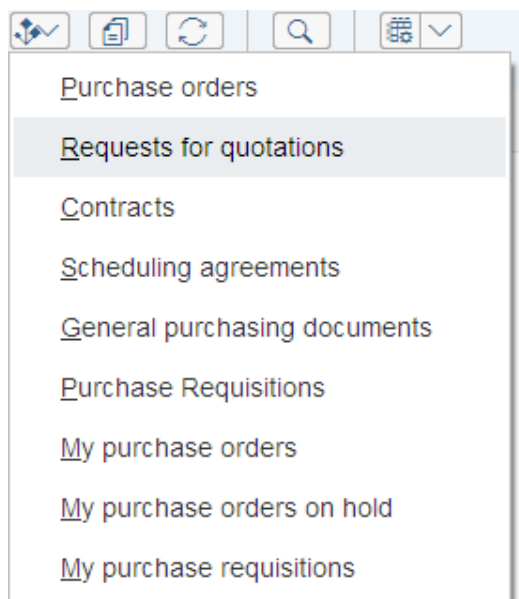 Purchase orders
Requests for quotations
Contracts
Scheduling agreements
General purchasing documents
Purchase Requisitions
My purchase orders
My purchase orders on hold
My purchase requisitions